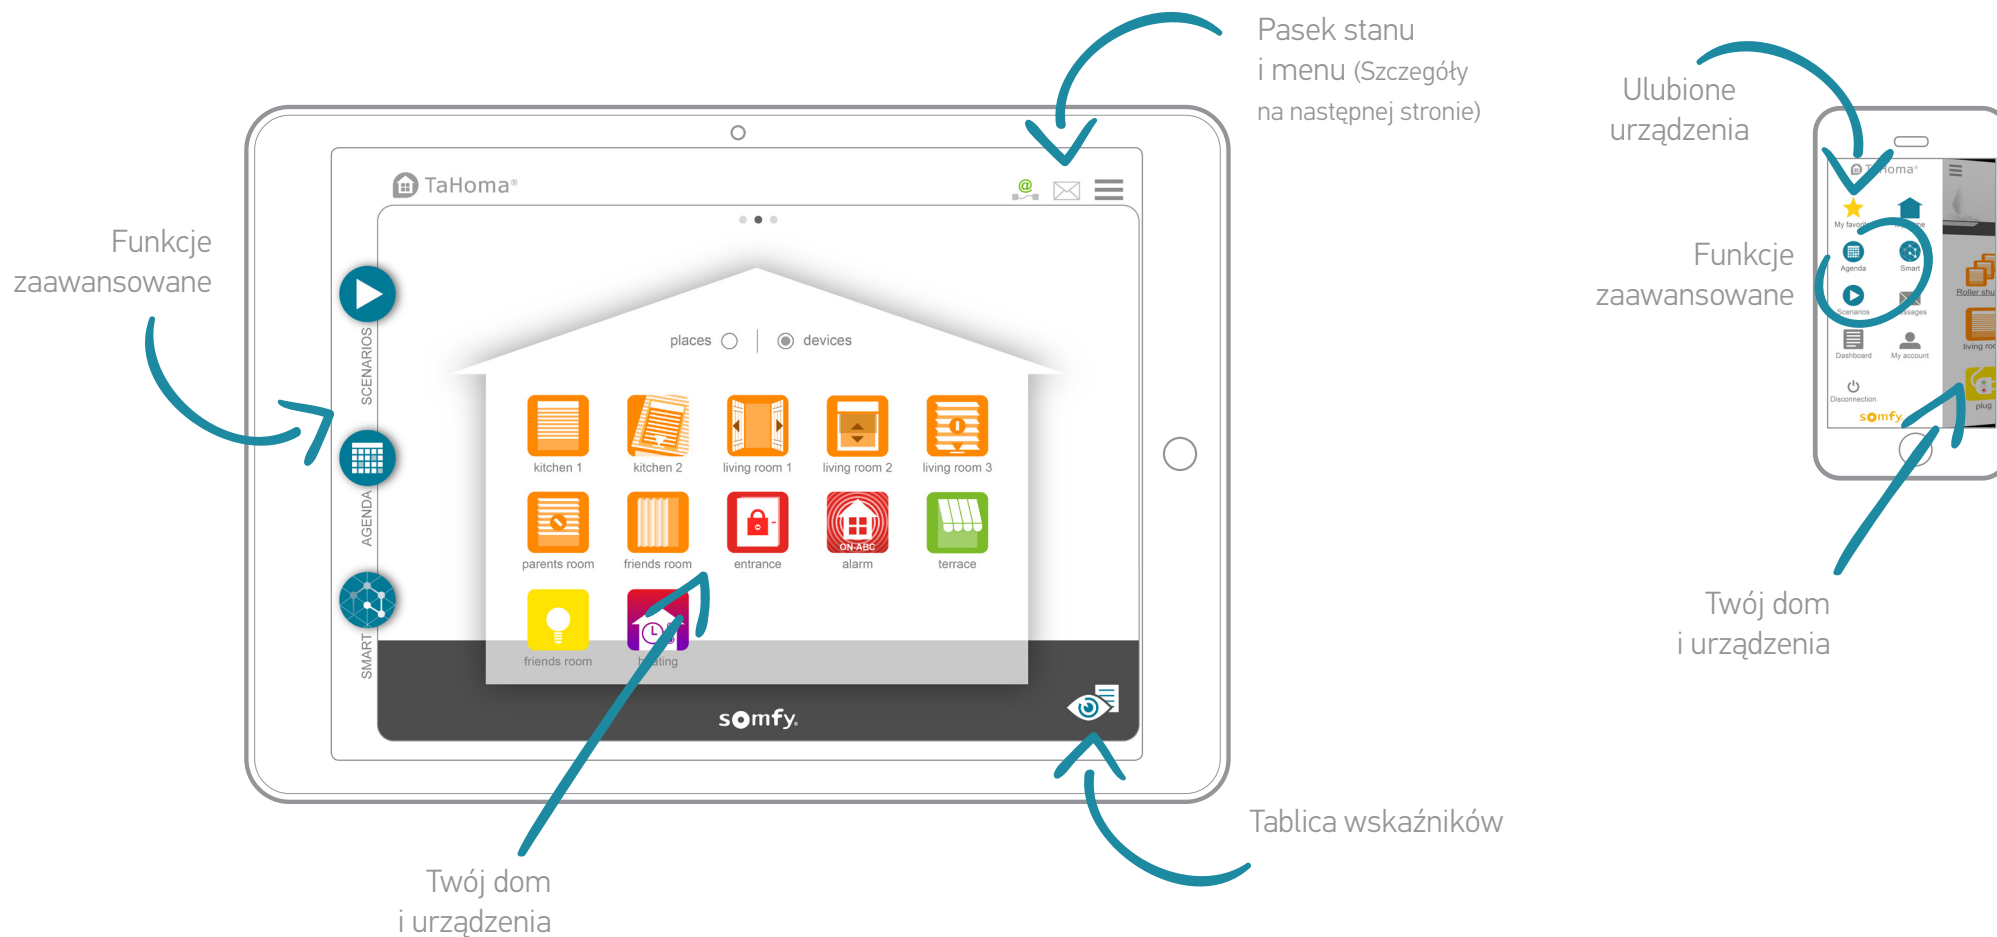 Pasek stanu
i menu (Szczegóły
na następnej stronie)
Funkcje
zaawansowane
TaHoma®
@
SCENARIOS
AGENDA
SMART
places
devices
kitchen 1
kitchen 2
living room 1
living room 2
living room 3
parents room
friends room
entrance
ON-ABC
alarm
terrace
friends room
somfy.
Tablica wskaźników
Twój dom
i urządzenia
Ulubione
urządzenia
Funkcje
zaawansowane
My
Agenda
Smart
Scenarios
Dashboard
My account
Disconnection
somfy
plug
Twój dom
i urządzenia